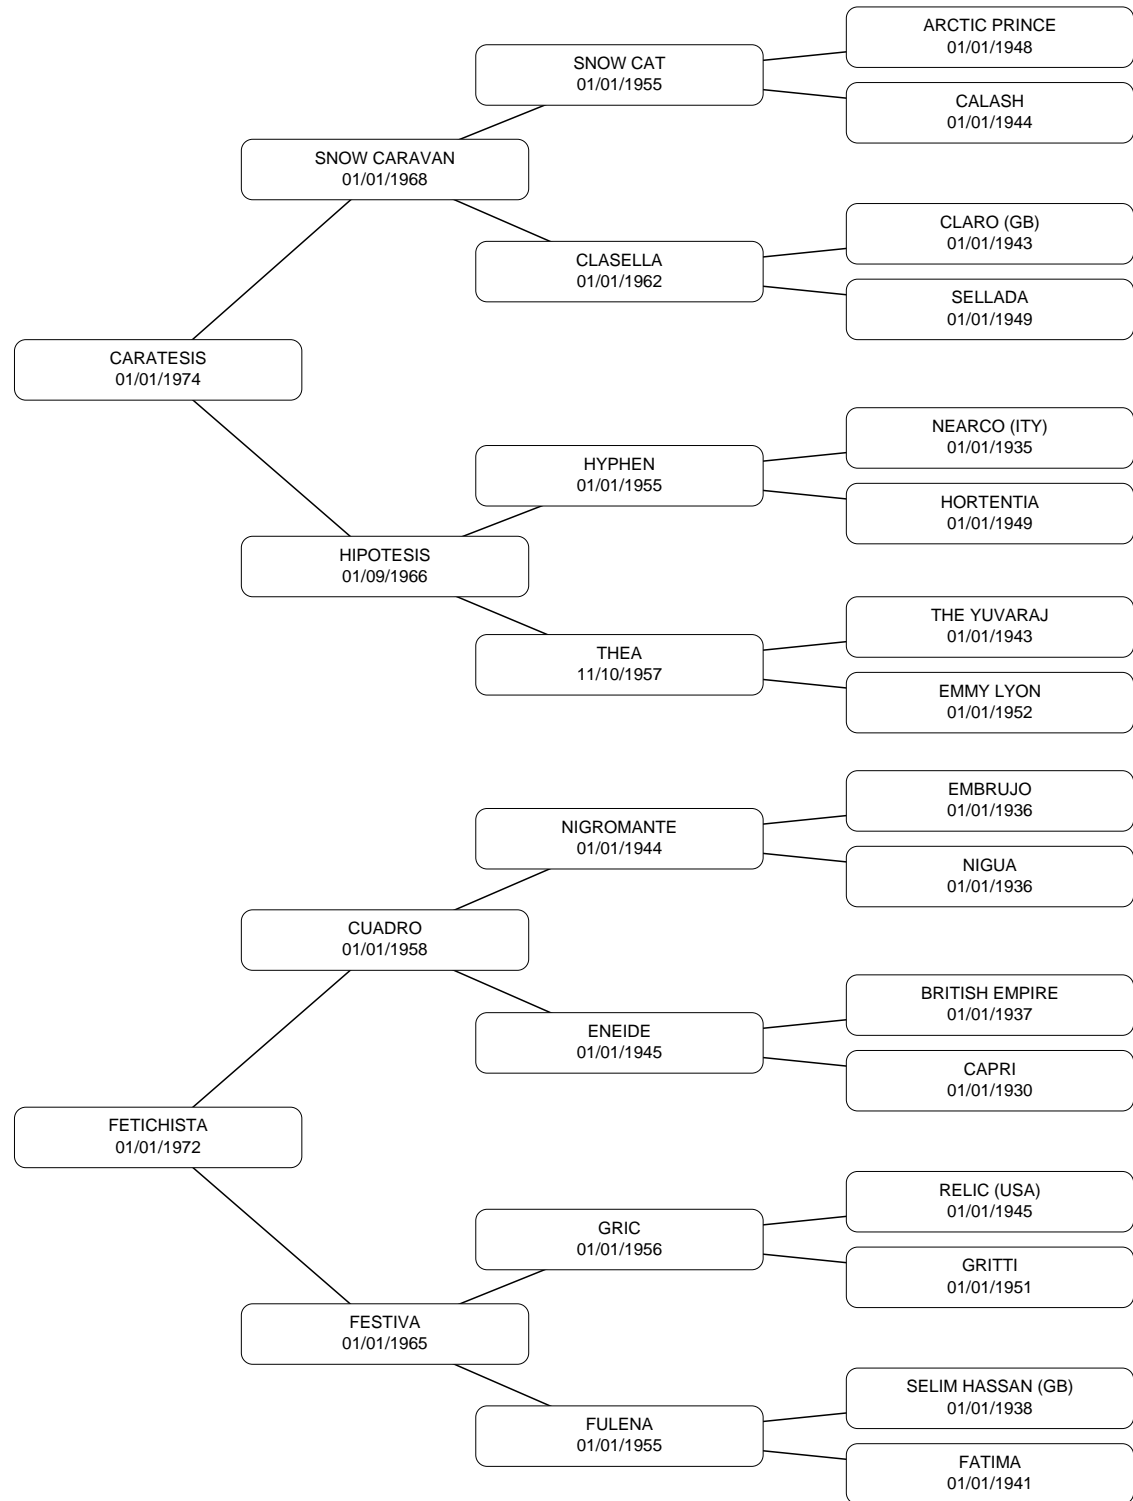 ARCTIC PRINCE
01/01/1948
SNOW CAT
01/01/1955
CALASH
01/01/1944
SNOW CARAVAN
01/01/1968
CLARO (GB)
01/01/1943
CLASELLA
01/01/1962
SELLADA
01/01/1949
CARATESIS
01/01/1974
NEARCO (ITY)
01/01/1935
HYPHEN
01/01/1955
HORTENTIA
01/01/1949
HIPOTESIS
01/09/1966
THE YUVARAJ
01/01/1943
THEA
11/10/1957
EMMY LYON
01/01/1952
EMBRUJO
01/01/1936
NIGROMANTE
01/01/1944
NIGUA
01/01/1936
CUADRO
01/01/1958
BRITISH EMPIRE
01/01/1937
ENEIDE
01/01/1945
CAPRI
01/01/1930
FETICHISTA
01/01/1972
RELIC (USA)
01/01/1945
GRIC
01/01/1956
GRITTI
01/01/1951
FESTIVA
01/01/1965
SELIM HASSAN (GB)
01/01/1938
FULENA
01/01/1955
FATIMA
01/01/1941